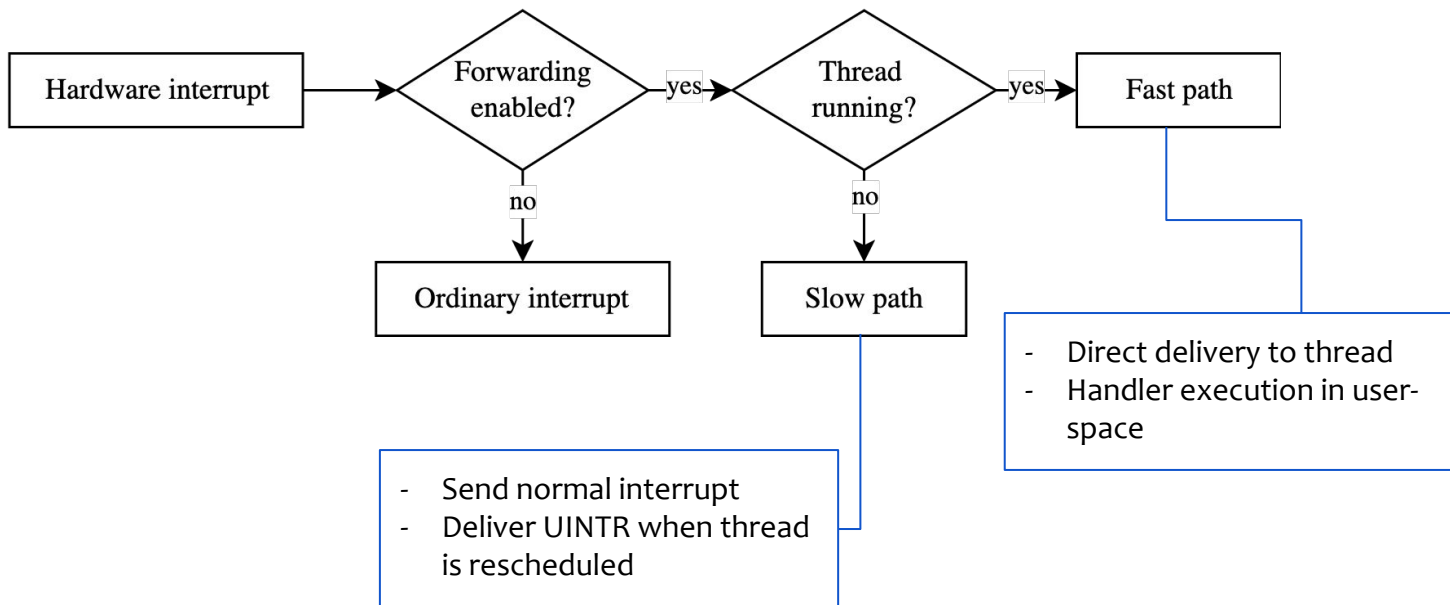 Hardware interrupt
Forwarding
enabled?
yes
Thread
running?
yes
Fast path
no
no
Ordinary interrupt
Slow path
- Direct delivery to thread
- Handler execution in user-
space
- Send normal interrupt
- Deliver UINTR when thread
is rescheduled